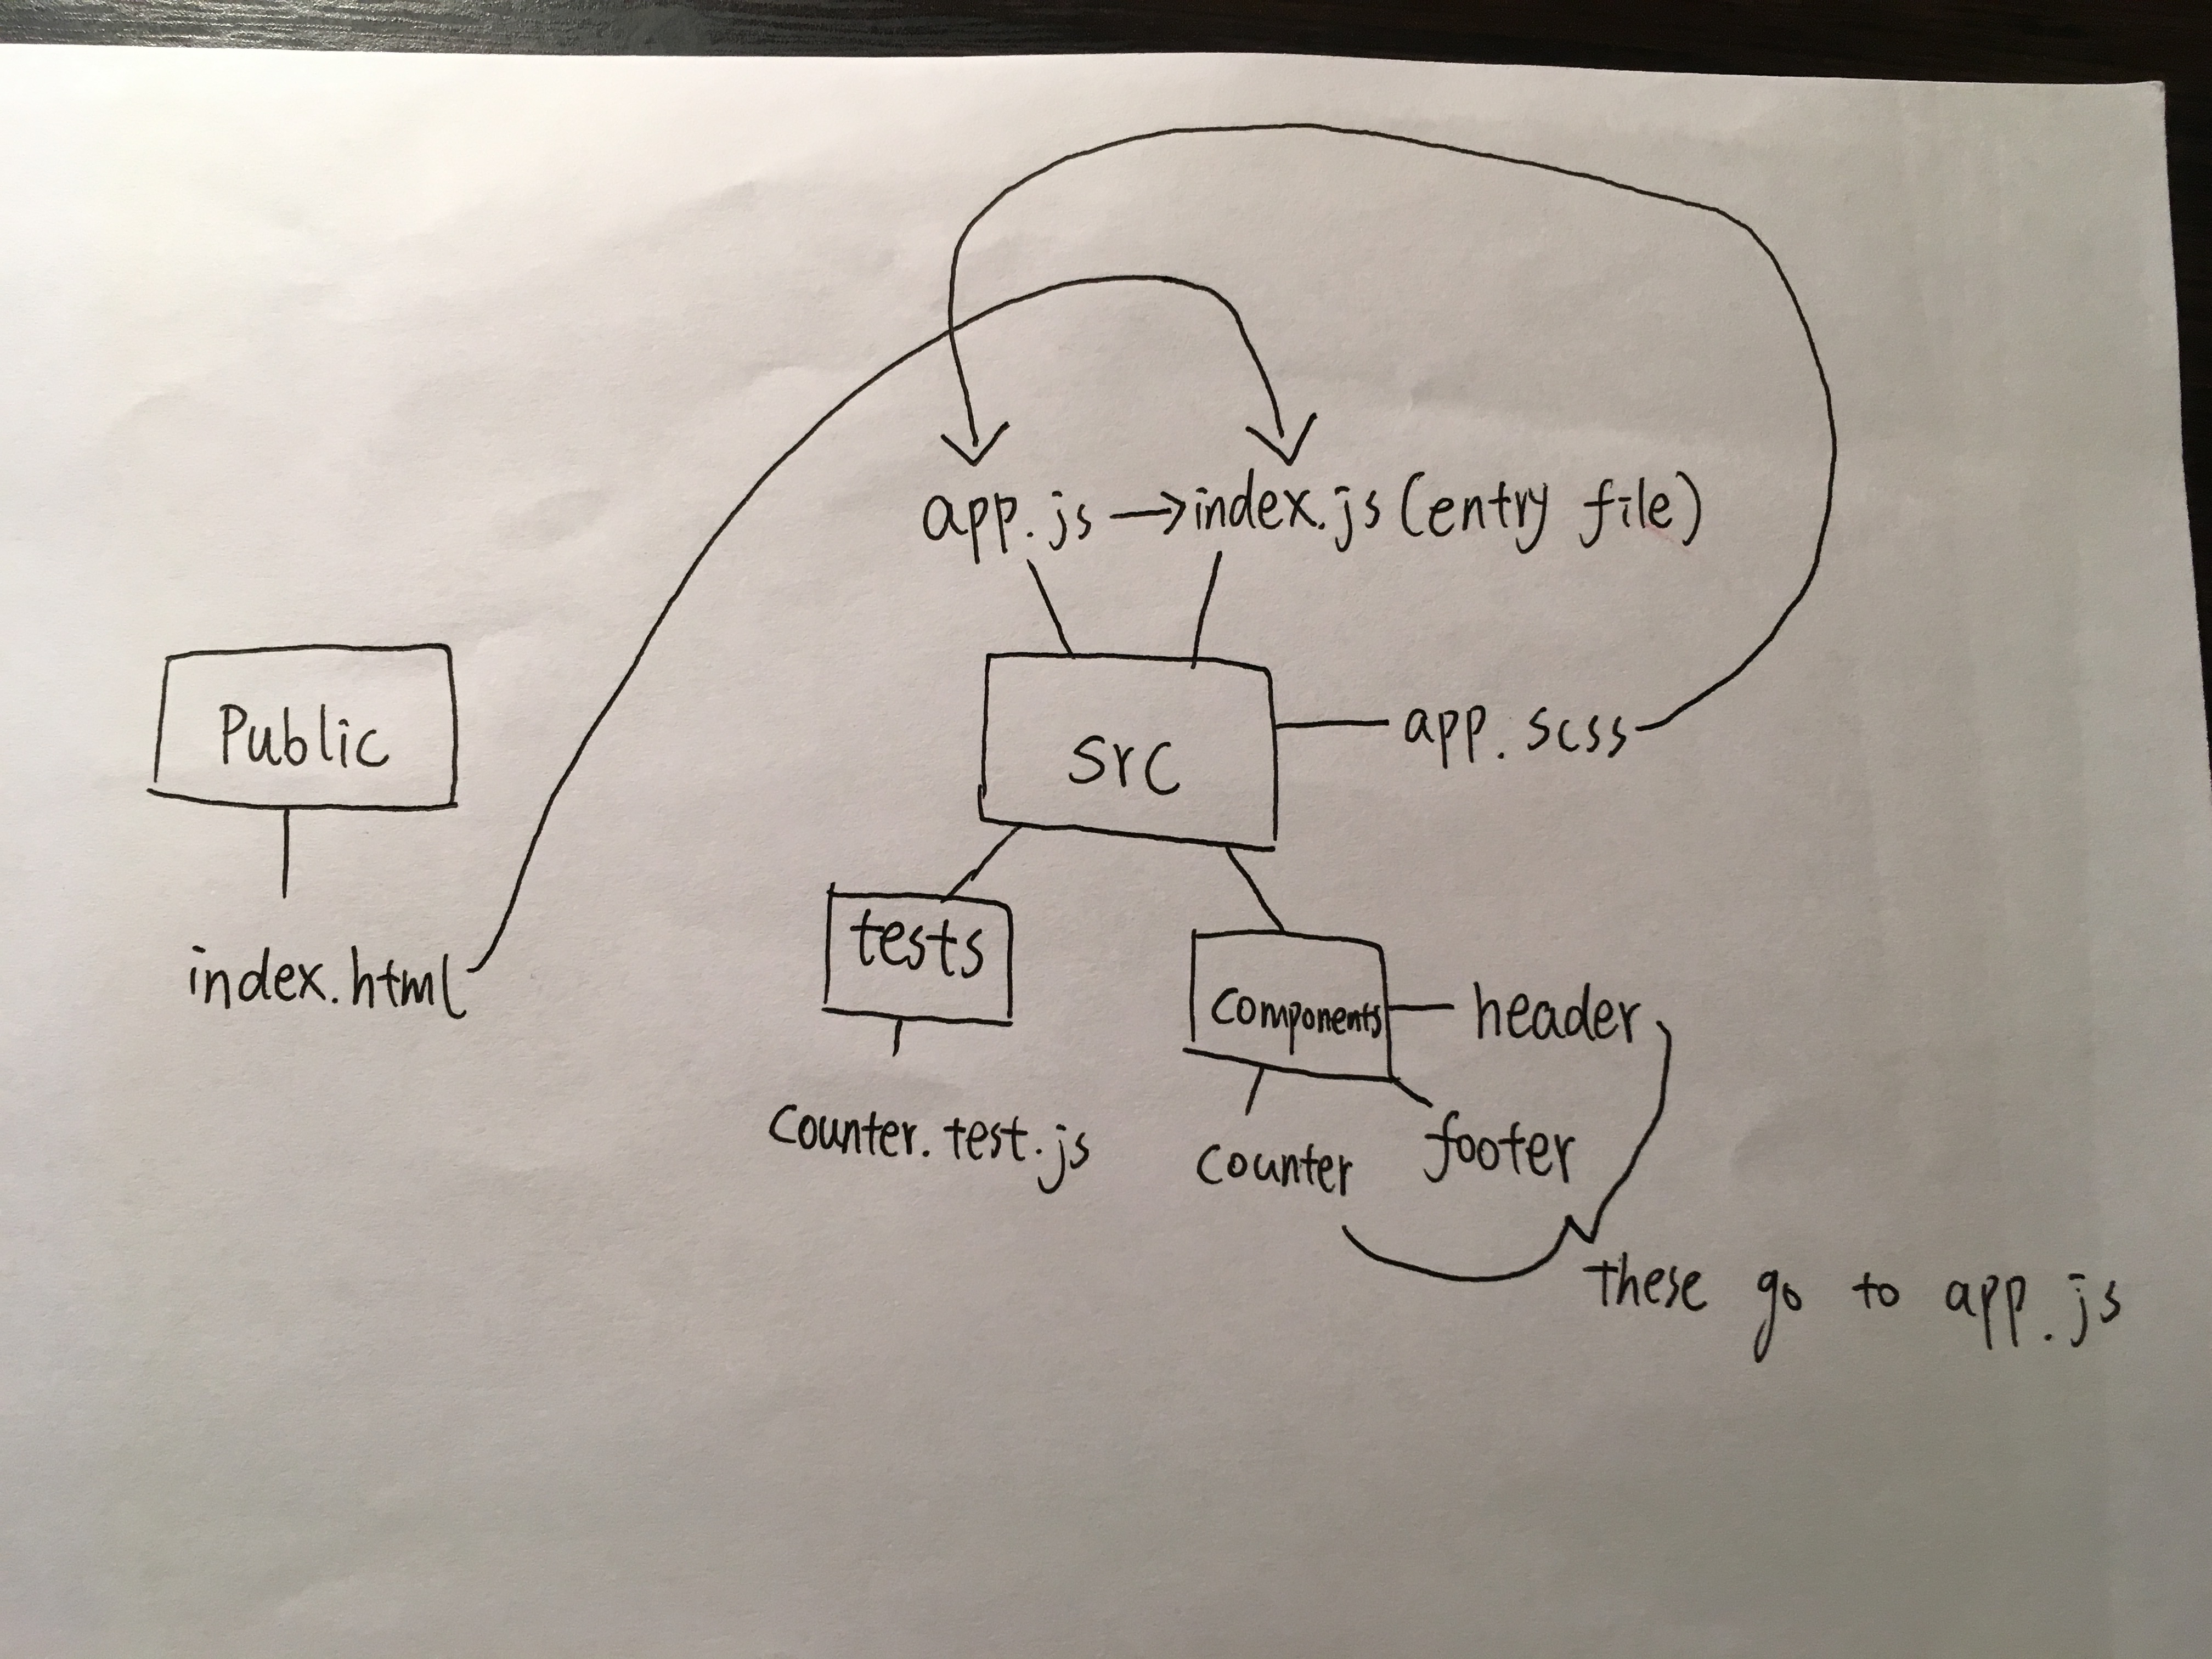 app.js → index.js (entry file)
Public
src
app.scss
index.html
tests
components
header
counter.test.js
counter
footer
these go to app.js